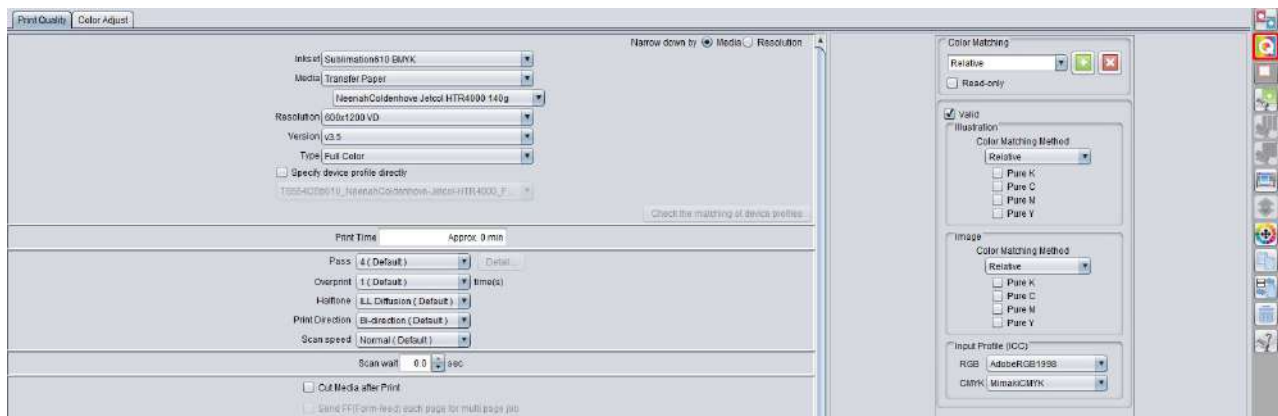 Print Quality
Color Adjust
Narrow down by Media Resolution
Inkset Sublimation610 BMYK
Media Transfer Paper
NeenahColdenhove Jetcol HTR4000 140g
Resolution 600x1200 VD
Version v3.5
Type Full Color
Specify device profile directly
Check the matching of device profiles
Print Time Approx. 0 min
Pass 4 ( Default ) Detail...
Overprint 1 ( Default ) time(s)
Halftone ILL Diffusion ( Default )
Print Direction Bi-direction ( Default )
Scan speed Normal ( Default )
Scan wait 0.0 sec
Cut Media after Print
Send FF(Form-feed) each page for multi page job
Color Matching
Relative
Read-only
Valid
Illustration
Color Matching Method
Relative
Pure K
Pure C
Pure M
Pure Y
Image
Color Matching Method
Relative
Pure K
Pure C
Pure M
Pure Y
Input Profile (ICC)
RGB AdobeRGB1998
CMYK MimakiCMYK